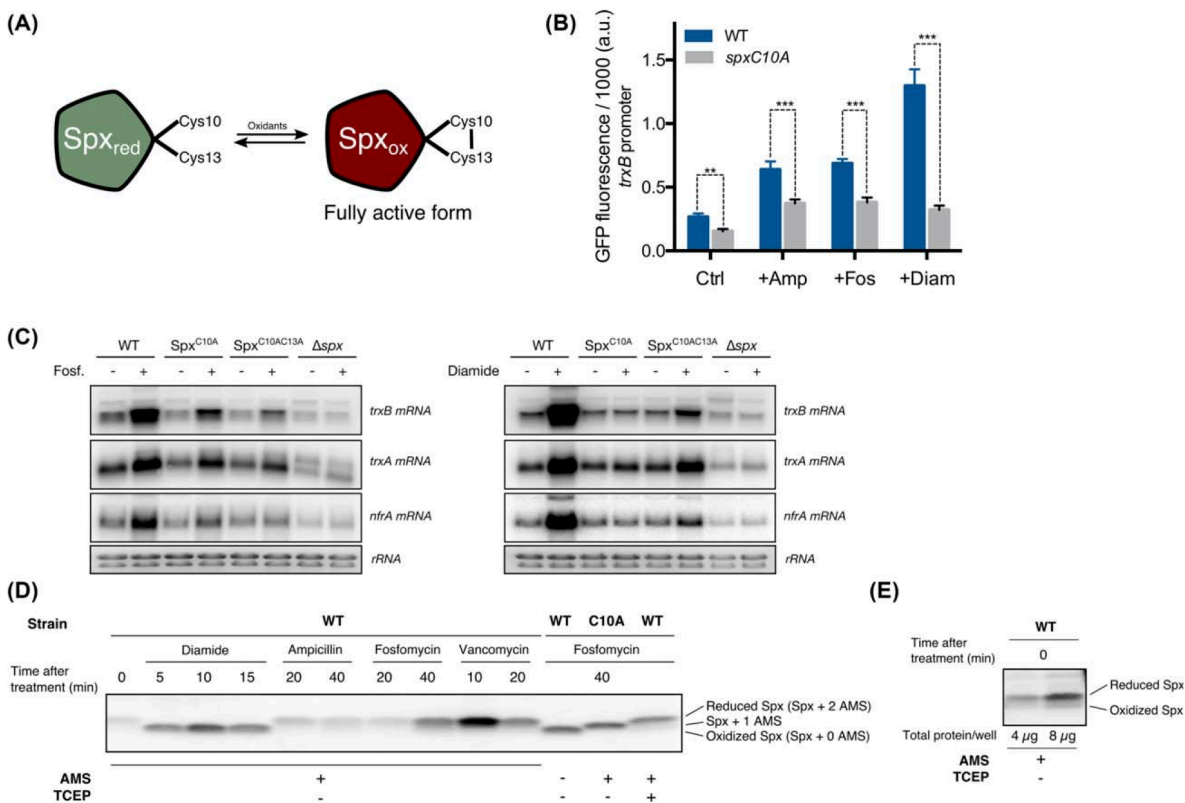 (A)
Spxred
Cys10
Cys13
Oxidants
Spxox
Cys10
Cys13
Fully active form
(B)
GFP fluorescence / 1000 (a.u.)
trxB promoter
WT
spxC10A
1.5
1.0
0.5
0.0
**
***
***
***
Ctrl +Amp +Fos +Diam
(C)
WT SpxC10A SpxC10AC13A Δspx
Fosf. - + - + - + - +
trxB mRNA
trxA mRNA
nfrA mRNA
rRNA
WT SpxC10A SpxC10AC13A Δspx
Diamide - + - + - + - +
trxB mRNA
trxA mRNA
nfrA mRNA
rRNA
(D)
Strain WT WT C10A WT
Diamide Ampicillin Fosfomycin Vancomycin Fosfomycin
Time after
treatment (min) 0 5 10 15 20 40 20 40 10 20 40
Reduced Spx (Spx + 2 AMS)
Spx + 1 AMS
Oxidized Spx (Spx + 0 AMS)
AMS + - + +
TCEP - - - +
(E)
WT
Time after
treatment (min) 0
Reduced Spx
Oxidized Spx
Total protein/well 4 µg 8 µg
AMS +
TCEP -